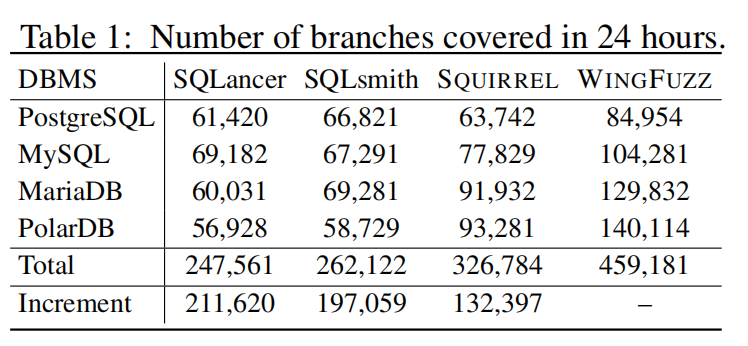 Table 1: Number of branches covered in 24 hours.
DBMS SQLancer SQLsmith SQUIRREL WINGFUZZ
PostgreSQL 61,420 66,821 63,742 84,954
MySQL 69,182 67,291 77,829 104,281
MariaDB 60,031 69,281 91,932 129,832
PolarDB 56,928 58,729 93,281 140,114
Total 247,561 262,122 326,784 459,181
Increment 211,620 197,059 132,397 –